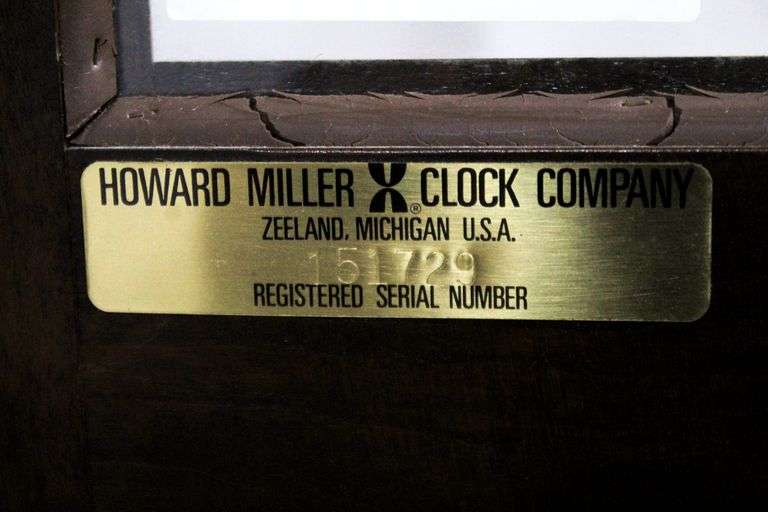 HOWARD MILLER ® CLOCK COMPANY
ZEELAND, MICHIGAN U.S.A.
151729
REGISTERED SERIAL NUMBER